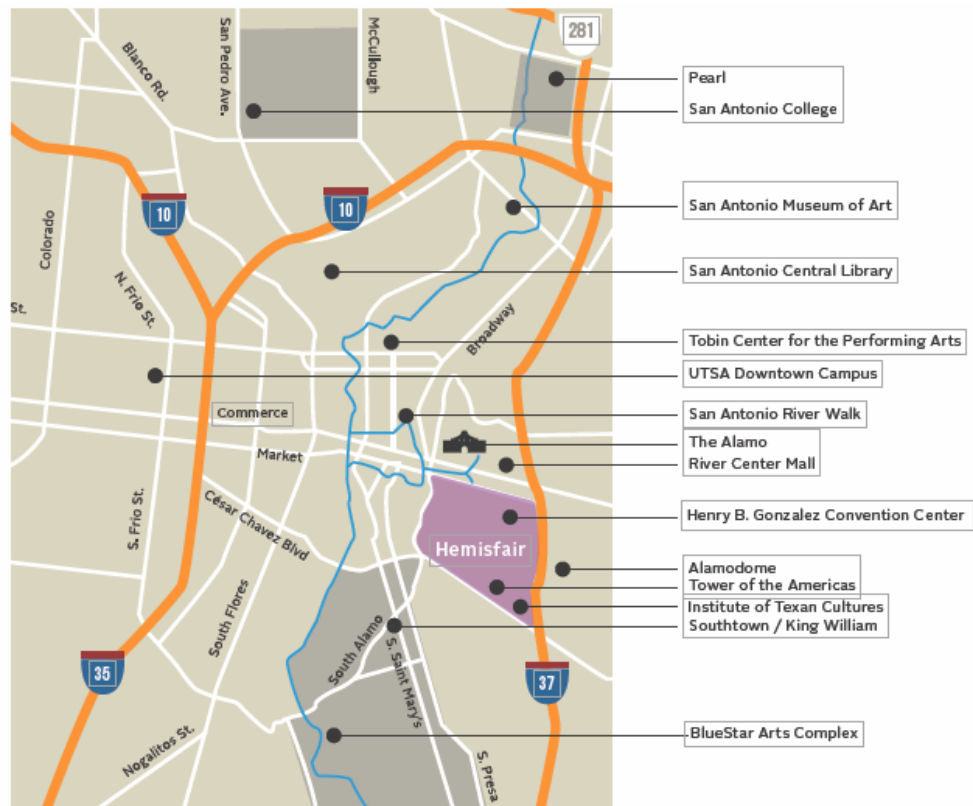 281
San Pedro Ave.
McCullough
Blanco Rd.
Pearl
San Antonio College
10
10
San Antonio Museum of Art
Colorado
San Antonio Central Library
N. Frio St.
St.
Broadway
Tobin Center for the Performing Arts
UTSA Downtown Campus
Commerce
San Antonio River Walk
Market
The Alamo
River Center Mall
S. Frio St.
César Chavez Blvd
Henry B. Gonzalez Convention Center
Hemisfair
Alamodome
Tower of the Americas
Institute of Texan Cultures
Southtown / King William
South Flores
South Alamo
S. Saint Mary's
35
37
BlueStar Arts Complex
Nogalitos St.
S. Presa